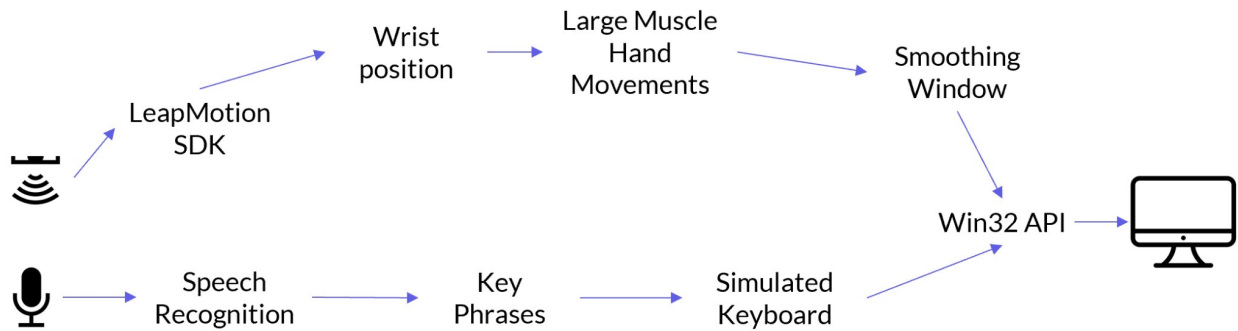 LeapMotion
SDK
Wrist
position
Large Muscle
Hand
Movements
Smoothing
Window
Speech
Recognition
Key
Phrases
Simulated
Keyboard
Win32 API